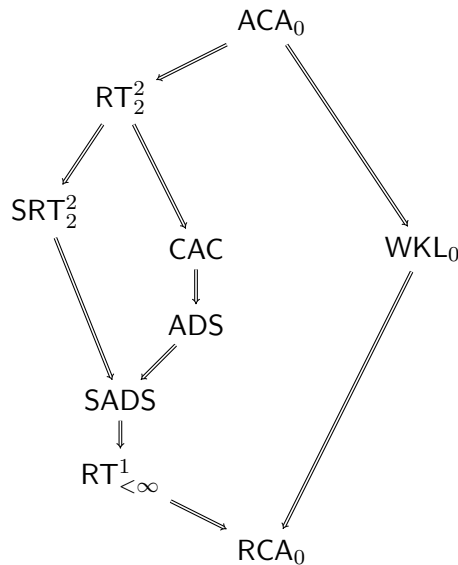 ACA₀
RT²₂
SRT²₂
CAC
WKL₀
ADS
SADS
RT¹<∞
RCA₀